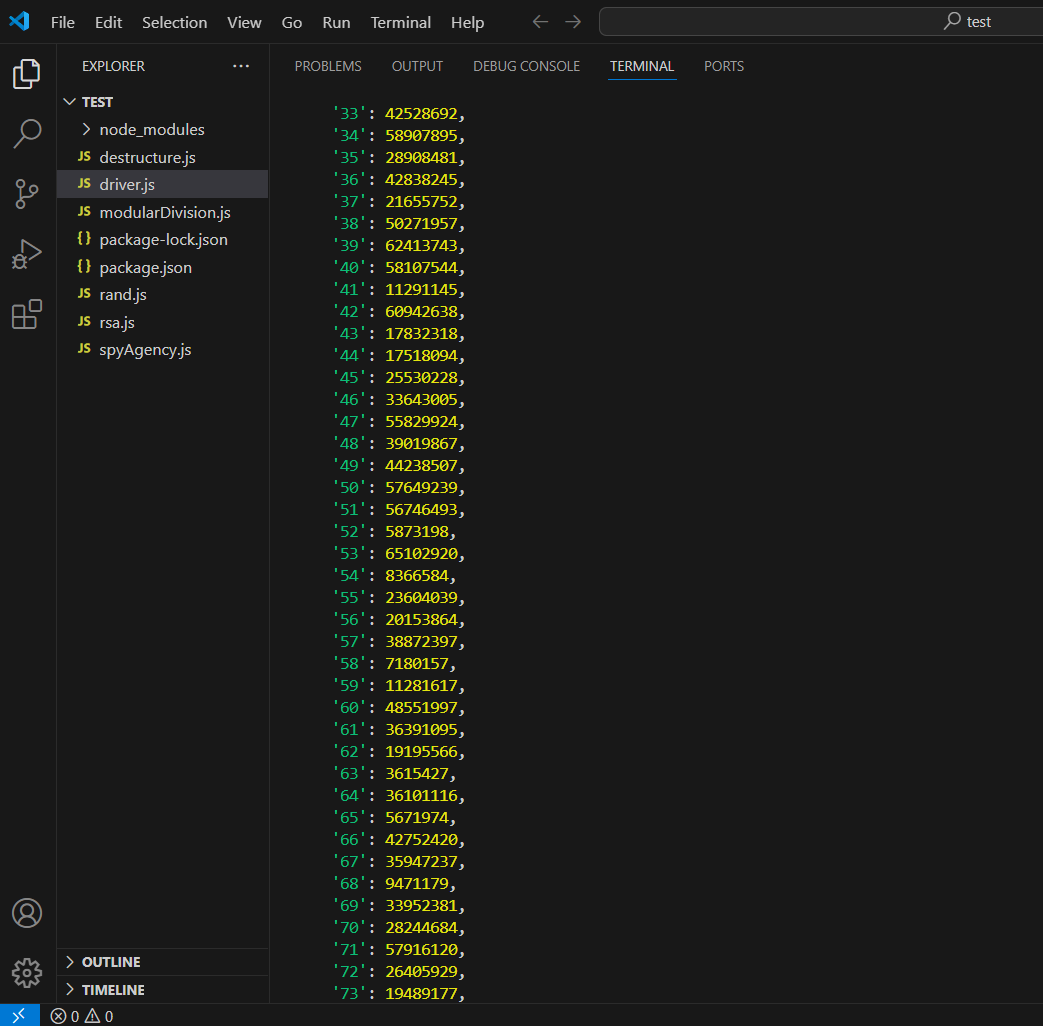 File Edit Selection View Go Run Terminal Help
test
EXPLORER
PROBLEMS OUTPUT DEBUG CONSOLE TERMINAL PORTS
TEST
node_modules
JS destructure.js
JS driver.js
JS modularDivision.js
{} package-lock.json
{} package.json
JS rand.js
JS rsa.js
JS spyAgency.js
'33': 42528692,
'34': 58907895,
'35': 28908481,
'36': 42838245,
'37': 21655752,
'38': 50271957,
'39': 62413743,
'40': 58107544,
'41': 11291145,
'42': 60942638,
'43': 17832318,
'44': 17518094,
'45': 25530228,
'46': 33643005,
'47': 55829924,
'48': 39019867,
'49': 44238507,
'50': 57649239,
'51': 56746493,
'52': 5873198,
'53': 65102920,
'54': 8366584,
'55': 23604039,
'56': 20153864,
'57': 38872397,
'58': 7180157,
'59': 11281617,
'60': 48551997,
'61': 36391095,
'62': 19195566,
'63': 3615427,
'64': 36101116,
'65': 5671974,
'66': 42752420,
'67': 35947237,
'68': 9471179,
'69': 33952381,
'70': 28244684,
'71': 57916120,
'72': 26405929,
'73': 19489177,
OUTLINE
TIMELINE
0 0